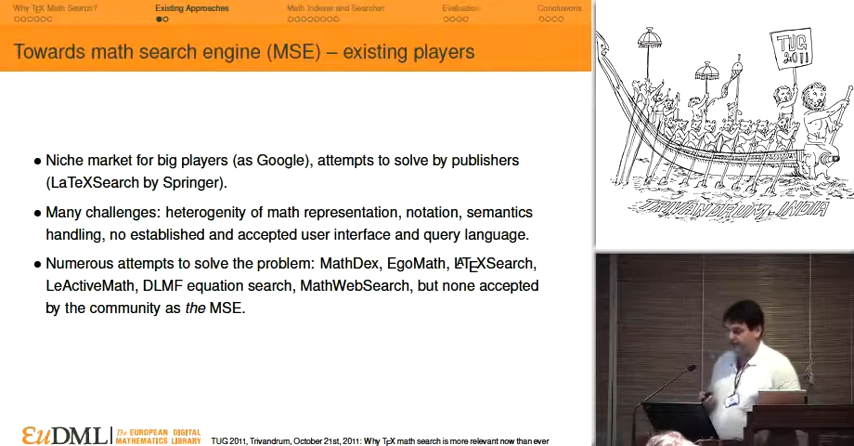 Why TEX Math Search?
Existing Approaches
Math Indexer and Searcher
Evaluation
Conclusions
Towards math search engine (MSE) – existing players
● Niche market for big players (as Google), attempts to solve by publishers
(LaTeXSearch by Springer).
● Many challenges: heterogenity of math representation, notation, semantics
handling, no established and accepted user interface and query language.
● Numerous attempts to solve the problem: MathDex, EgoMath, LATEXSearch,
LeActiveMath, DLMF equation search, MathWebSearch, but none accepted
by the community as the MSE.
EuDML
The EUROPEAN DIGITAL
MATHEMATICS LIBRARY
TUG 2011, Trivandrum, October 21st, 2011: Why TEX math search is more relevant now than ever
TUG
2011
TRIVANDRUM, INDIA